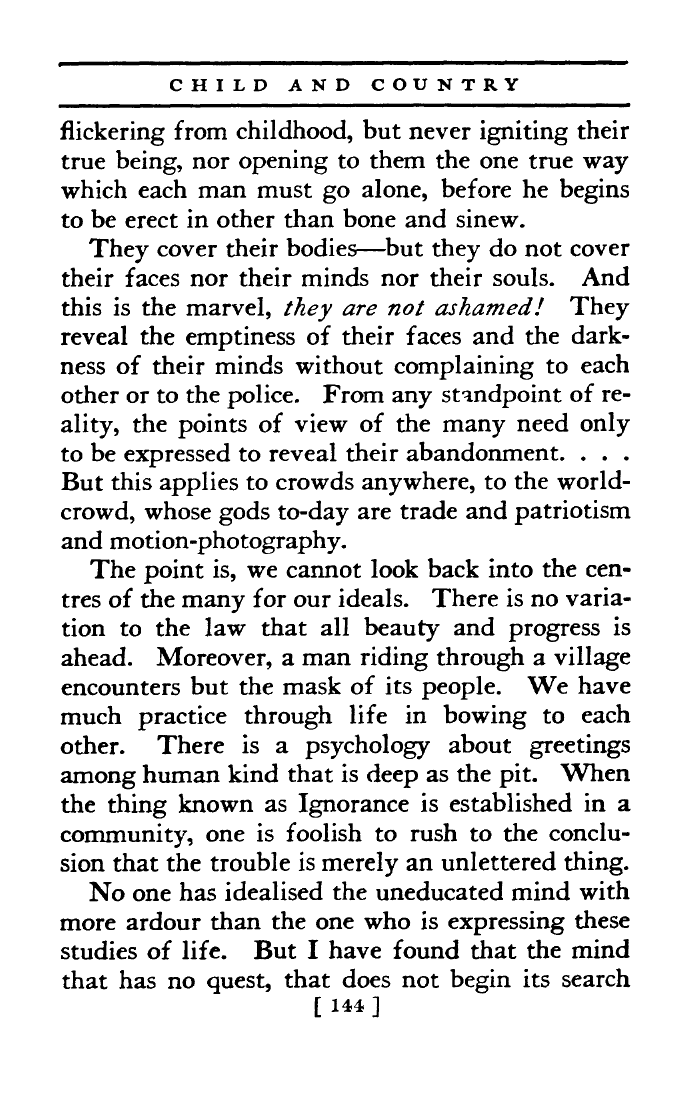 CHILD AND COUNTRY
flickering from childhood, but never igniting their
true being, nor opening to them the one true way
which each man must go alone, before he begins
to be erect in other than bone and sinew.
They cover their bodies—but they do not cover
their faces nor their minds nor their souls. And
this is the marvel, they are not ashamed! They
reveal the emptiness of their faces and the dark-
ness of their minds without complaining to each
other or to the police. From any standpoint of re-
ality, the points of view of the many need only
to be expressed to reveal their abandonment. . . .
But this applies to crowds anywhere, to the world-
crowd, whose gods to-day are trade and patriotism
and motion-photography.
The point is, we cannot look back into the cen-
tres of the many for our ideals. There is no varia-
tion to the law that all beauty and progress is
ahead. Moreover, a man riding through a village
encounters but the mask of its people. We have
much practice through life in bowing to each
other. There is a psychology about greetings
among human kind that is deep as the pit. When
the thing known as Ignorance is established in a
community, one is foolish to rush to the conclu-
sion that the trouble is merely an unlettered thing.
No one has idealised the uneducated mind with
more ardour than the one who is expressing these
studies of life. But I have found that the mind
that has no quest, that does not begin its search
[ 144 ]